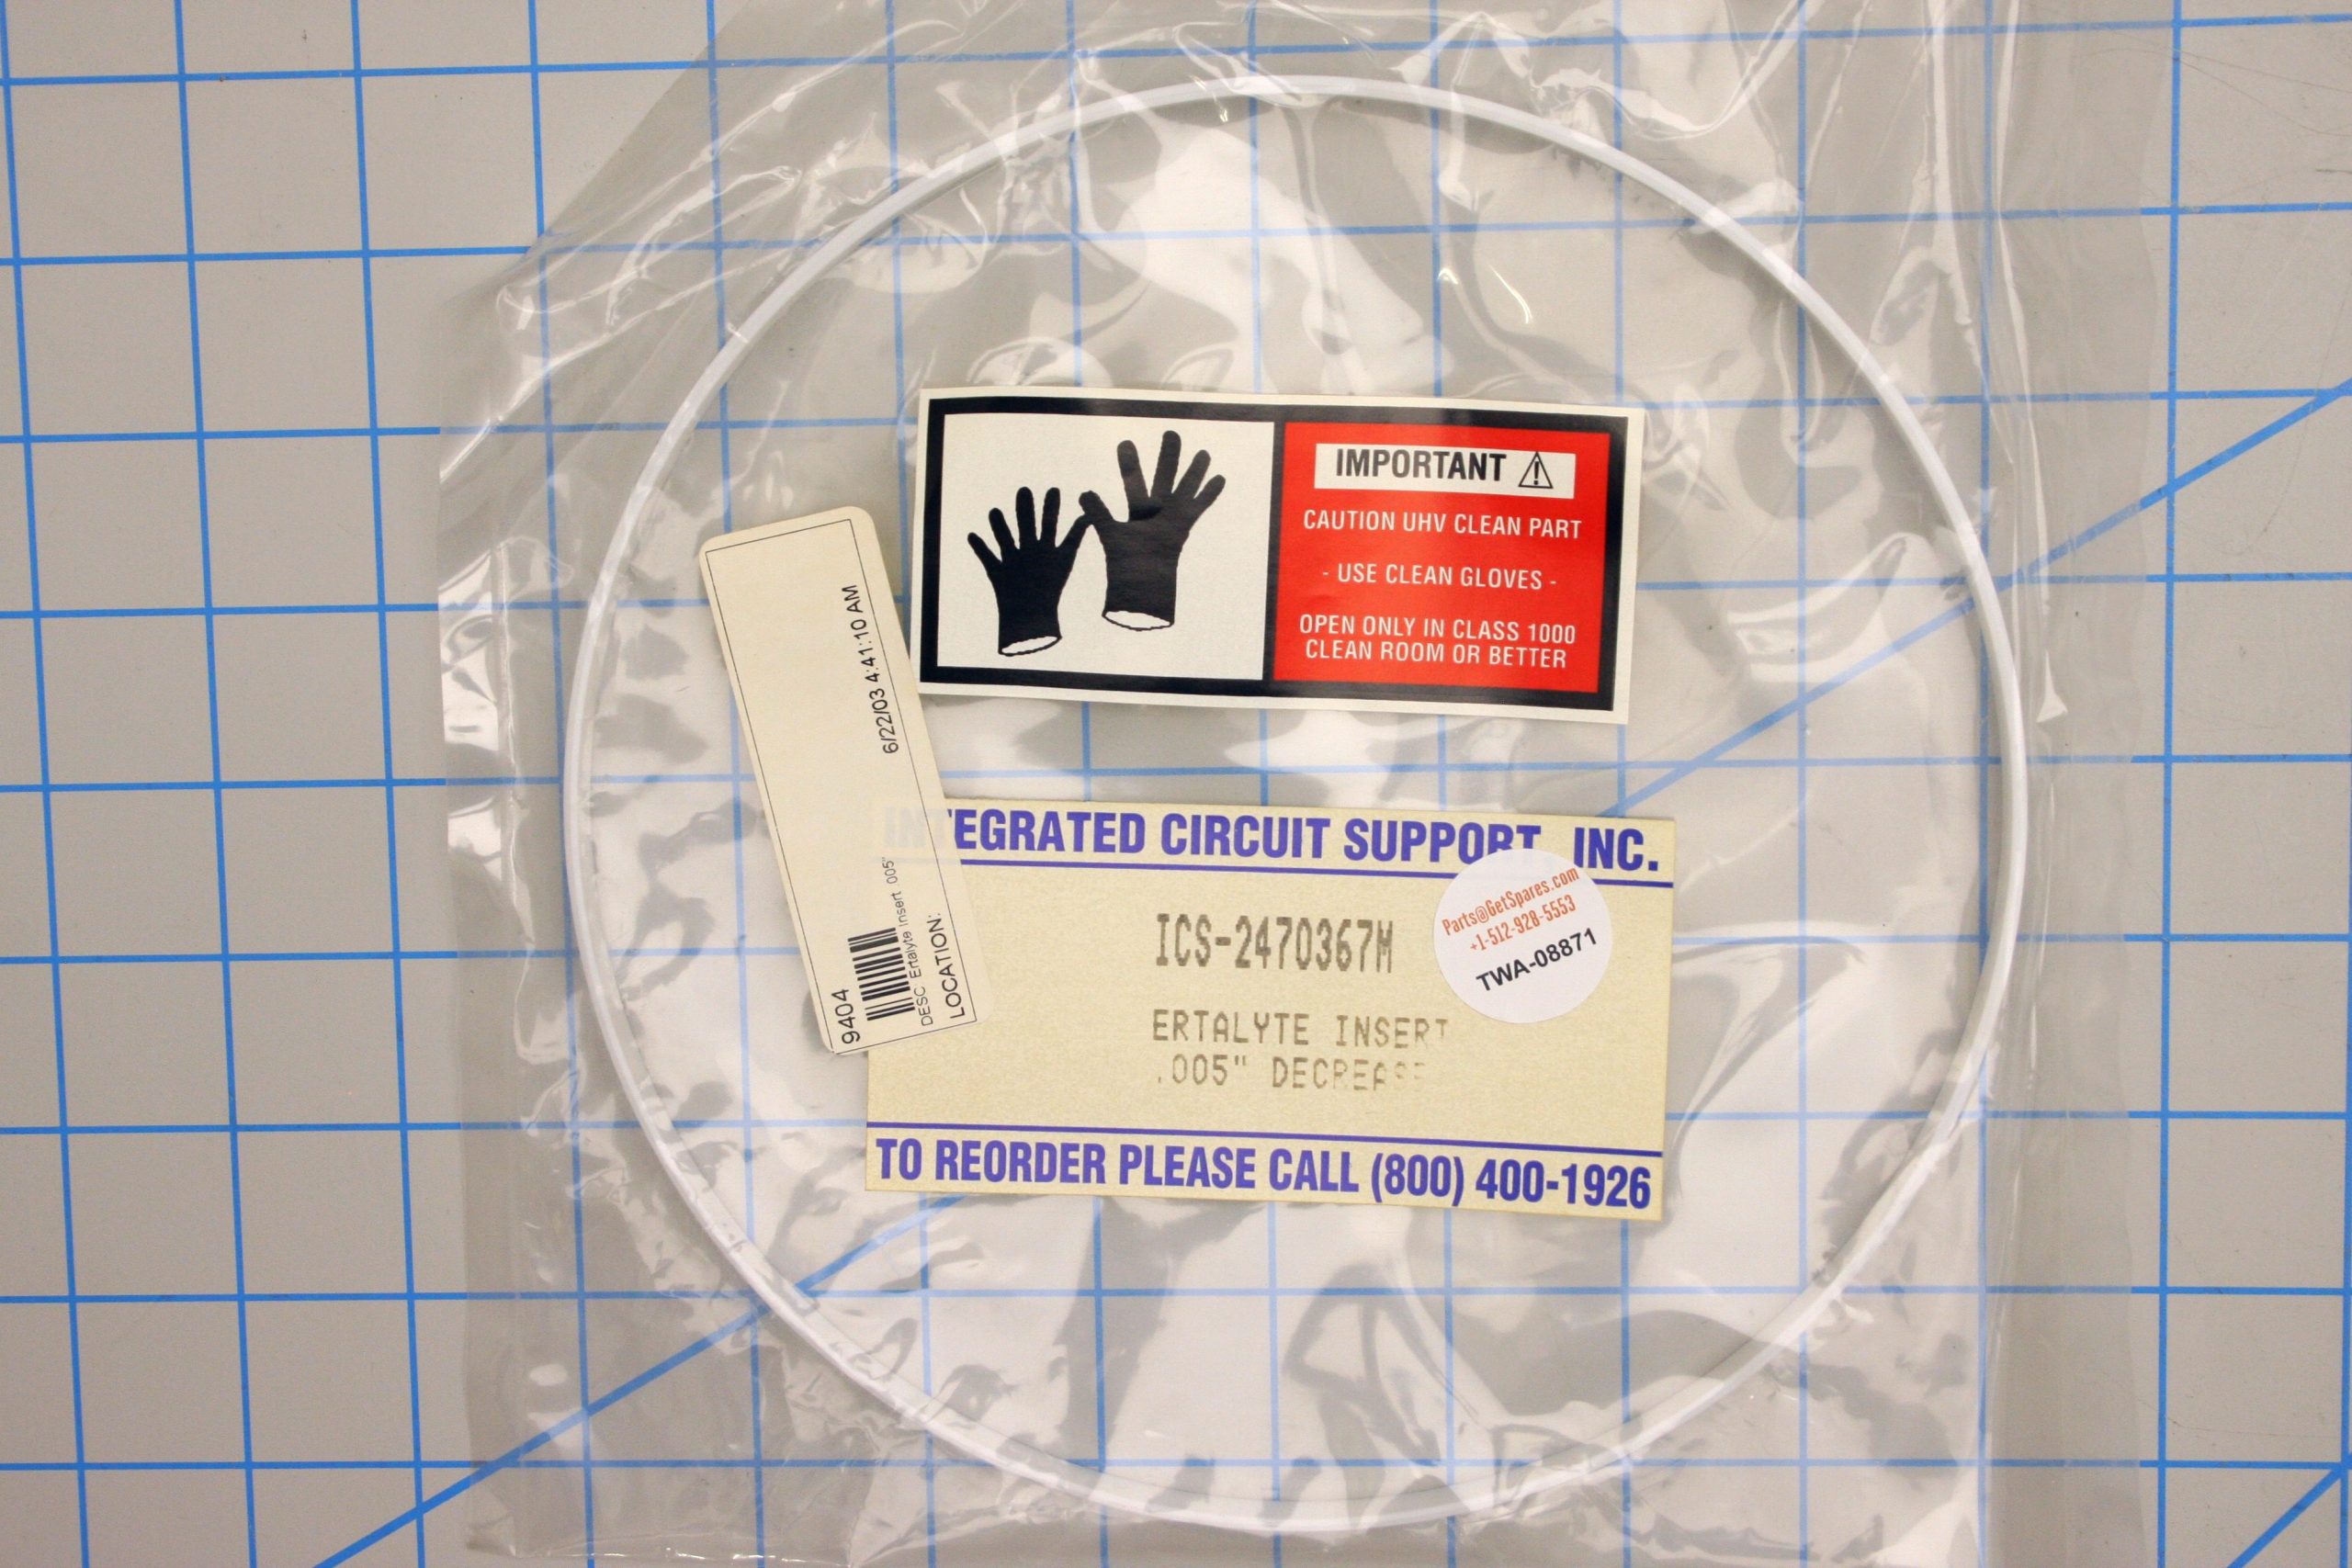 IMPORTANT
CAUTION UHV CLEAN PART
- USE CLEAN GLOVES -
OPEN ONLY IN CLASS 1000
CLEAN ROOM OR BETTER
9404
6/22/03 4:41:10 AM
DESC Ertalyte Insert 005"
LOCATION:
INTEGRATED CIRCUIT SUPPORT, INC.
ICS-2470367M
ERTALYTE INSERT
.005" DECREASE
TO REORDER PLEASE CALL (800) 400-1926
Parts@GetSpares.com
+1-512-928-5553
TWA-08871